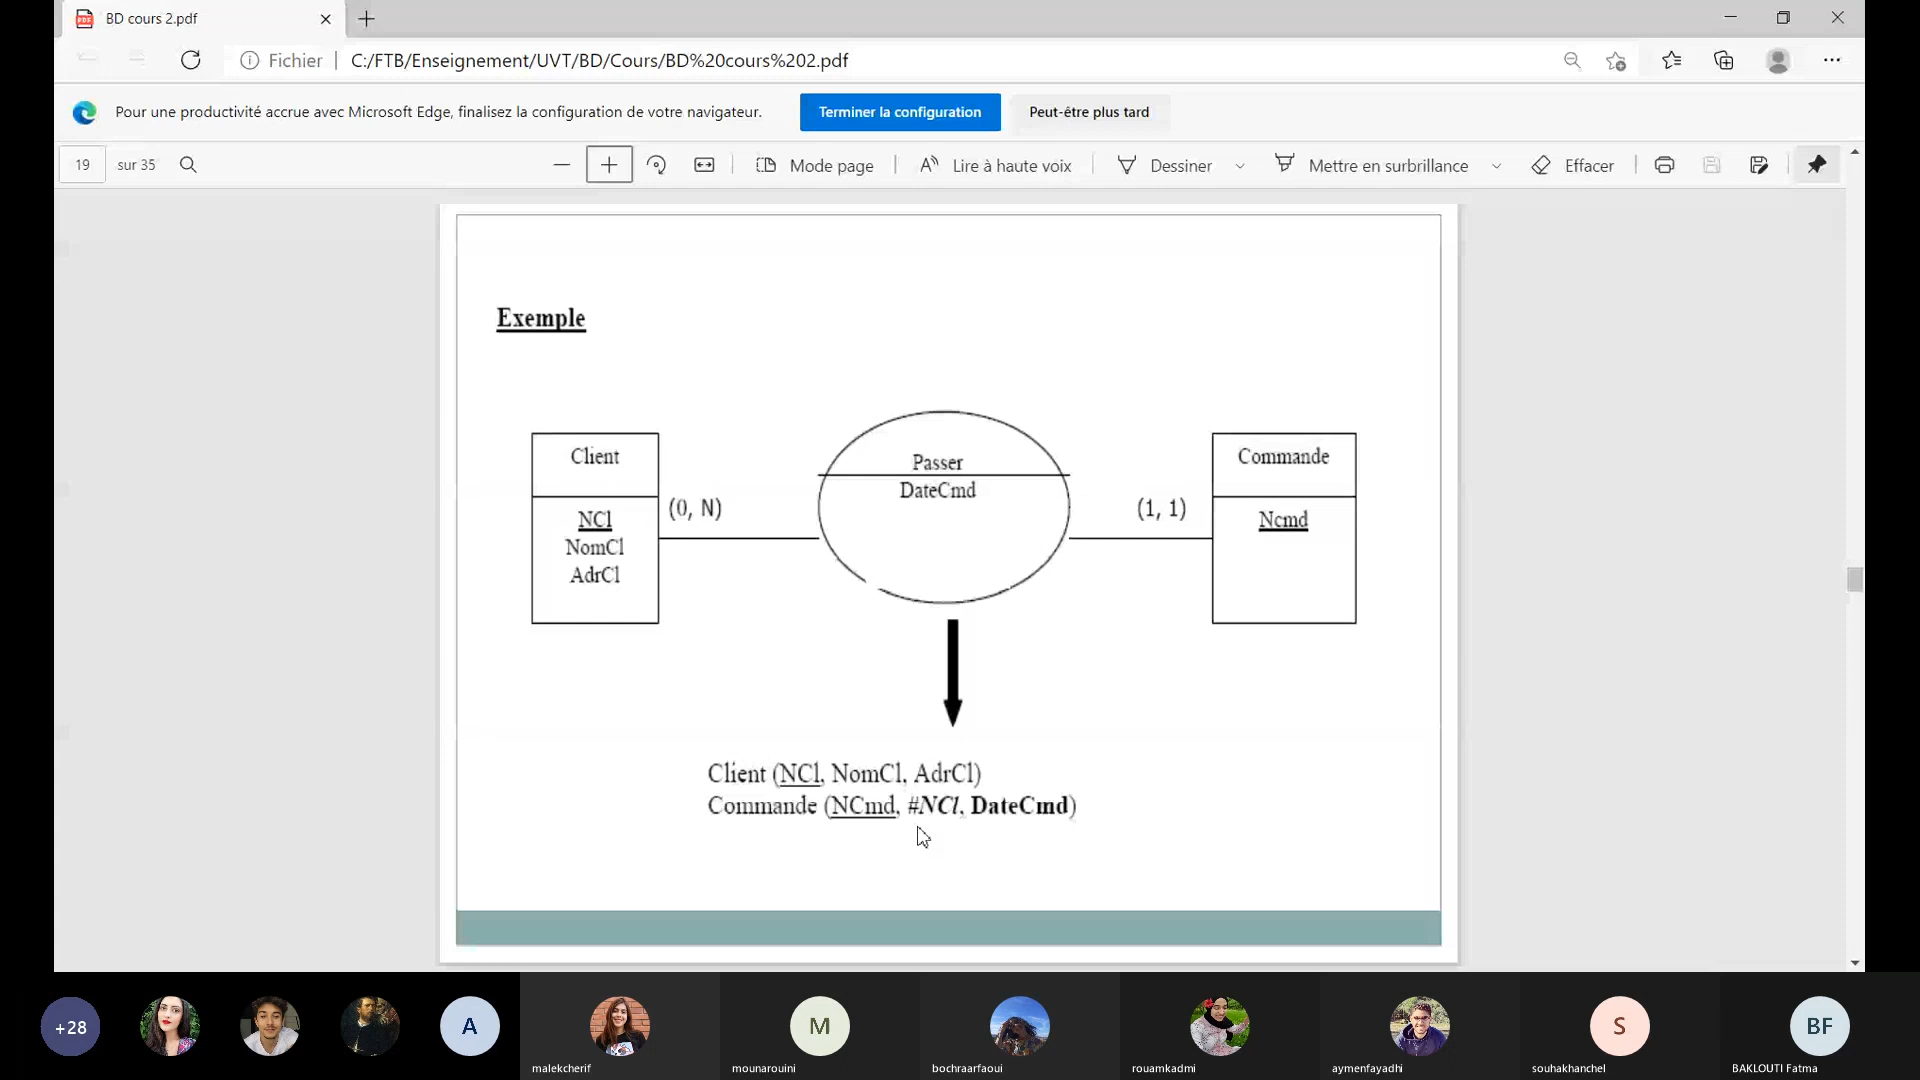 BD cours 2.pdf
Fichier | C:/FTB/Enseignement/UVT/BD/Cours/BD%20cours%202.pdf
Pour une productivité accrue avec Microsoft Edge, finalisez la configuration de votre navigateur. Terminer la configuration Peut-être plus tard
19 sur 35 Mode page Lire à haute voix Dessiner Mettre en surbrillance Effacer
Exemple
Client
NCl
NomCl
AdrCl
(0, N)
Passer
DateCmd
(1, 1)
Commande
Ncmd
Client (NCl, NomCl, AdrCl)
Commande (NCmd, #NCl, DateCmd)
+28 A M S BF
malekcherif mounarouini bochraarfaoui rouamkadmi aymenfayadhi souhakhanchel BAKLOUTI Fatma